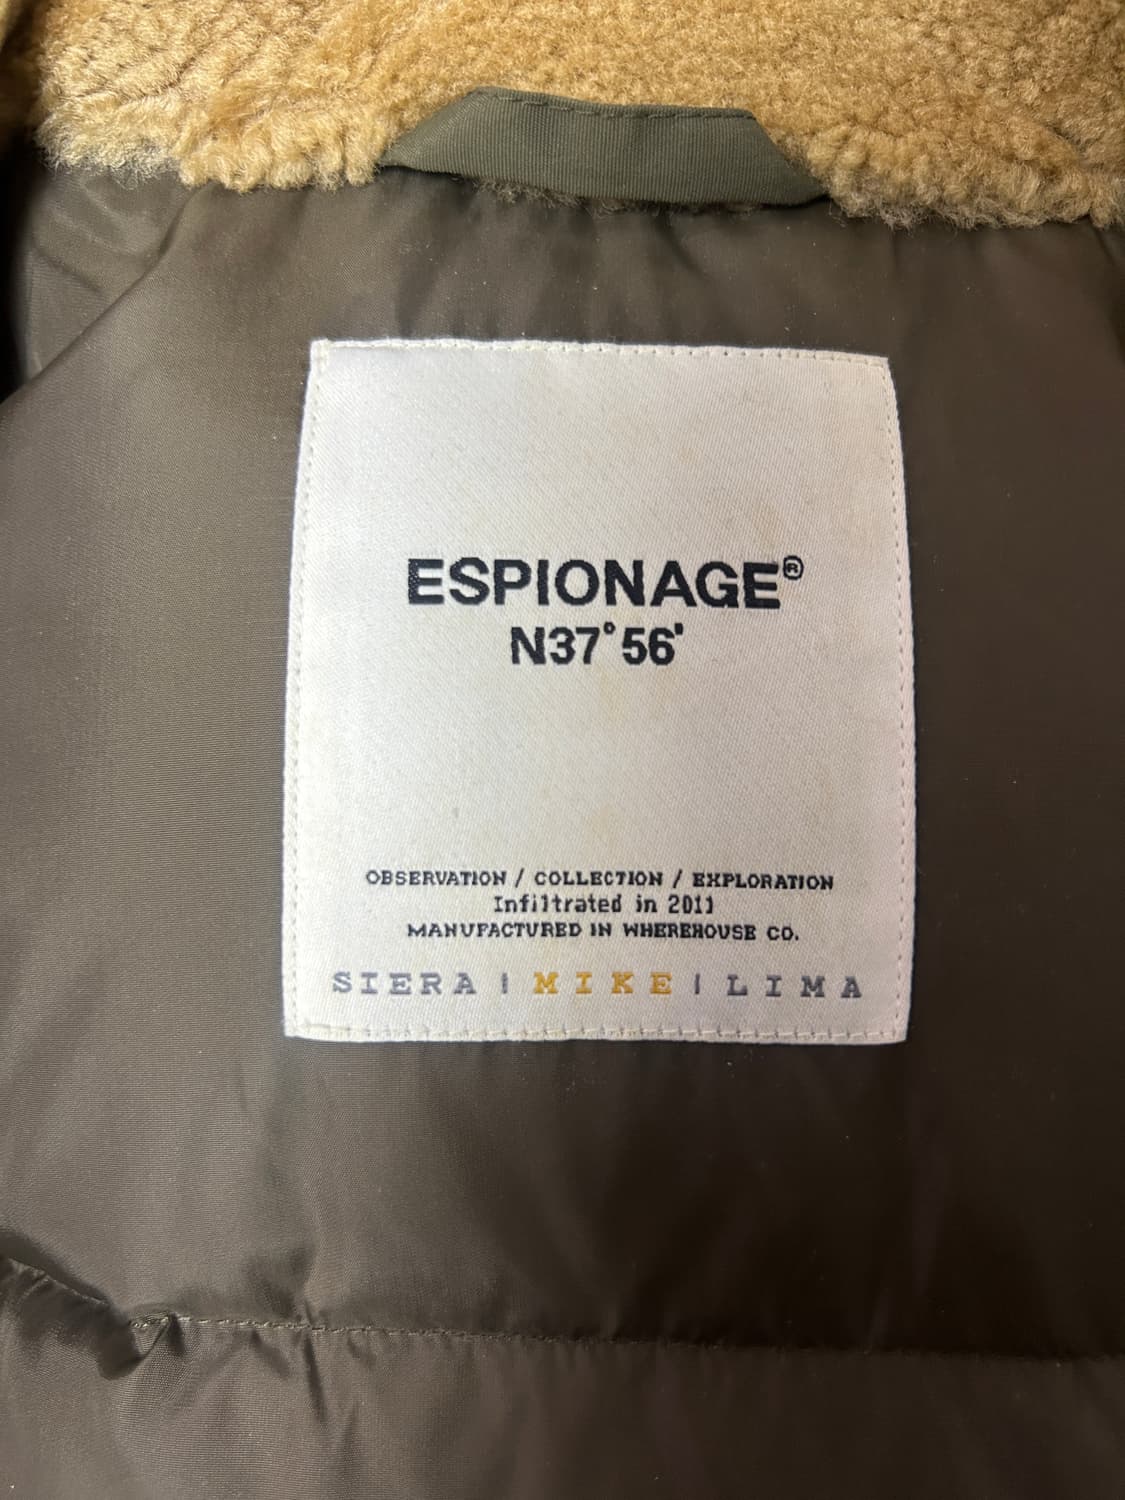 ESPIONAGE®
N37°56'
OBSERVATION / COLLECTION / EXPLORATION
Infiltrated in 2011
MANUFACTURED IN WHEREHOUSE CO.
SIERA | MIKE | LIMA